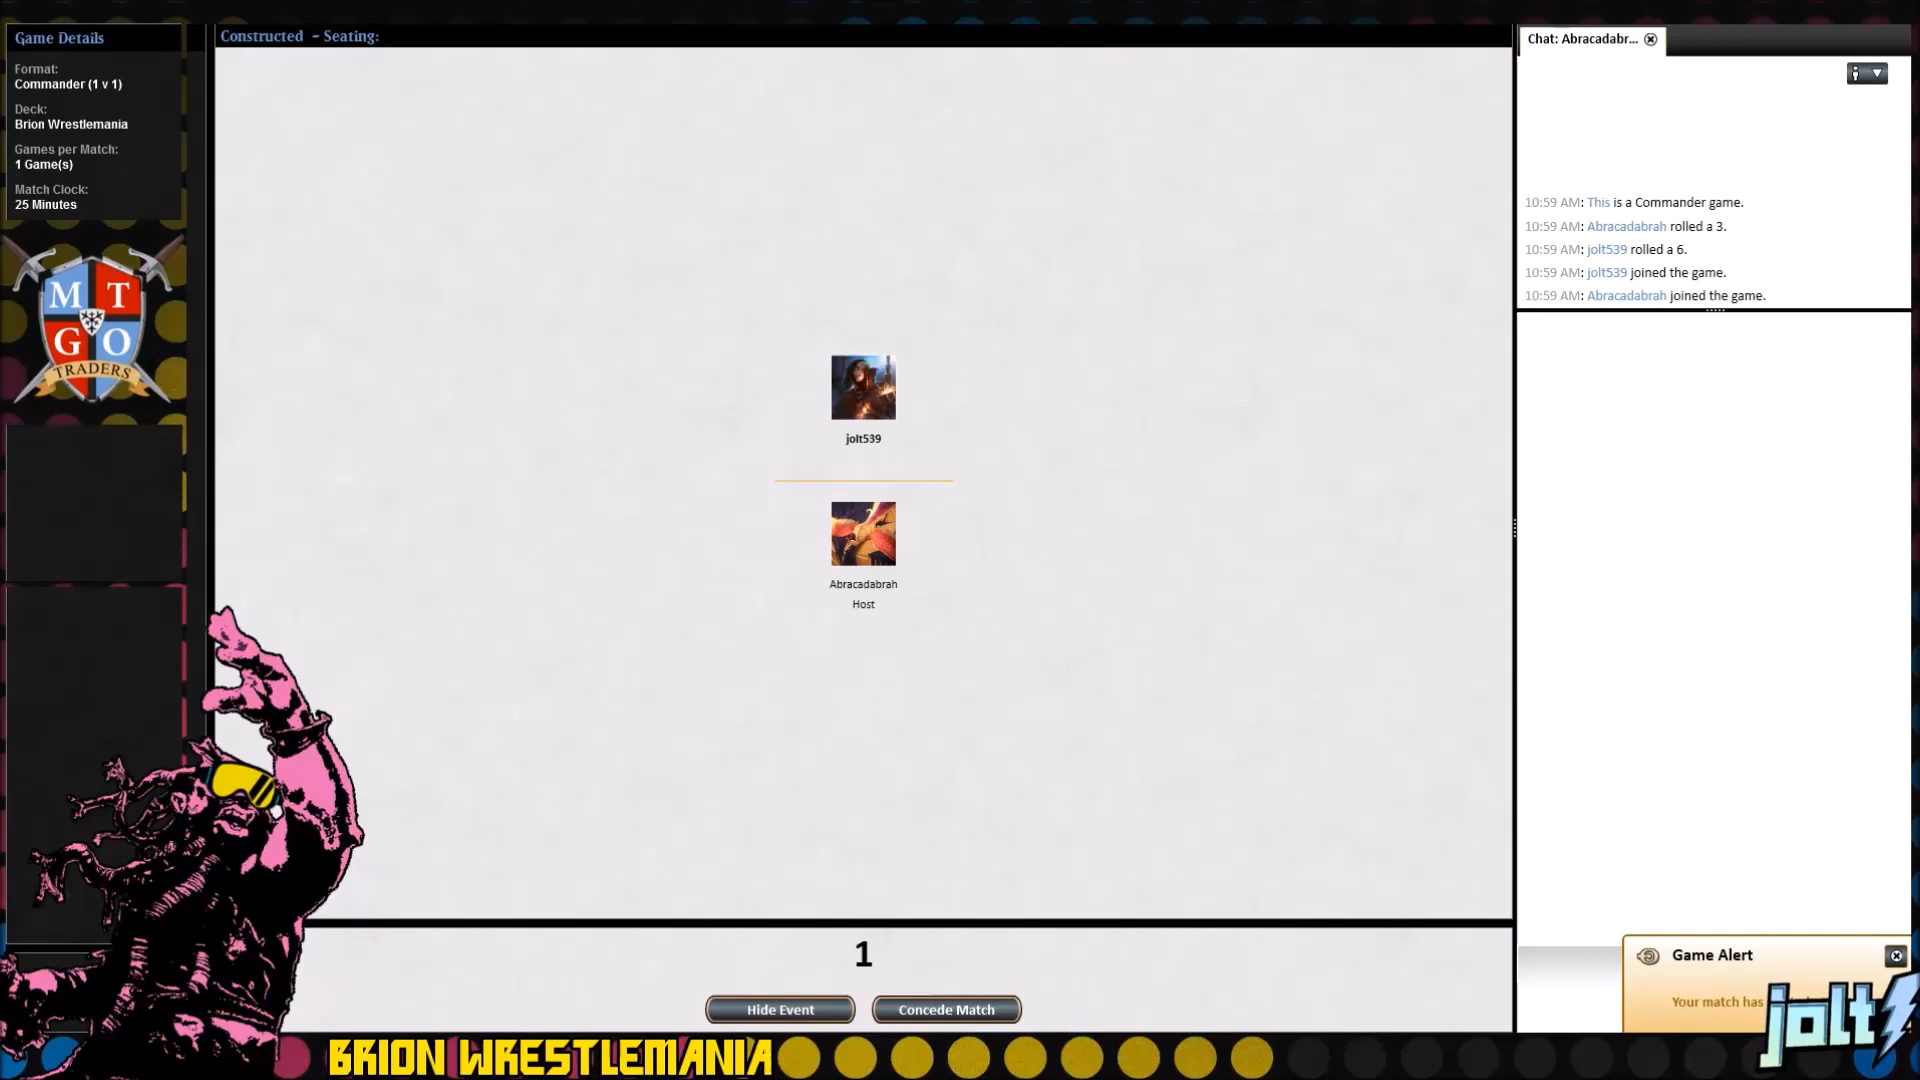 Game Details
Format:
Commander (1 v 1)
Deck:
Brion Wrestlemania
Games per Match:
1 Game(s)
Match Clock:
25 Minutes
M T
G O
TRADERS
Constructed - Seating:
jolt539
Abracadabrah
Host
1
Hide Event
Concede Match
Chat: Abracadabr...
10:59 AM: This is a Commander game.
10:59 AM: Abracadabrah rolled a 3.
10:59 AM: jolt539 rolled a 6.
10:59 AM: jolt539 joined the game.
10:59 AM: Abracadabrah joined the game.
Game Alert
Your match has
jolt
BRION WRESTLEMANIA